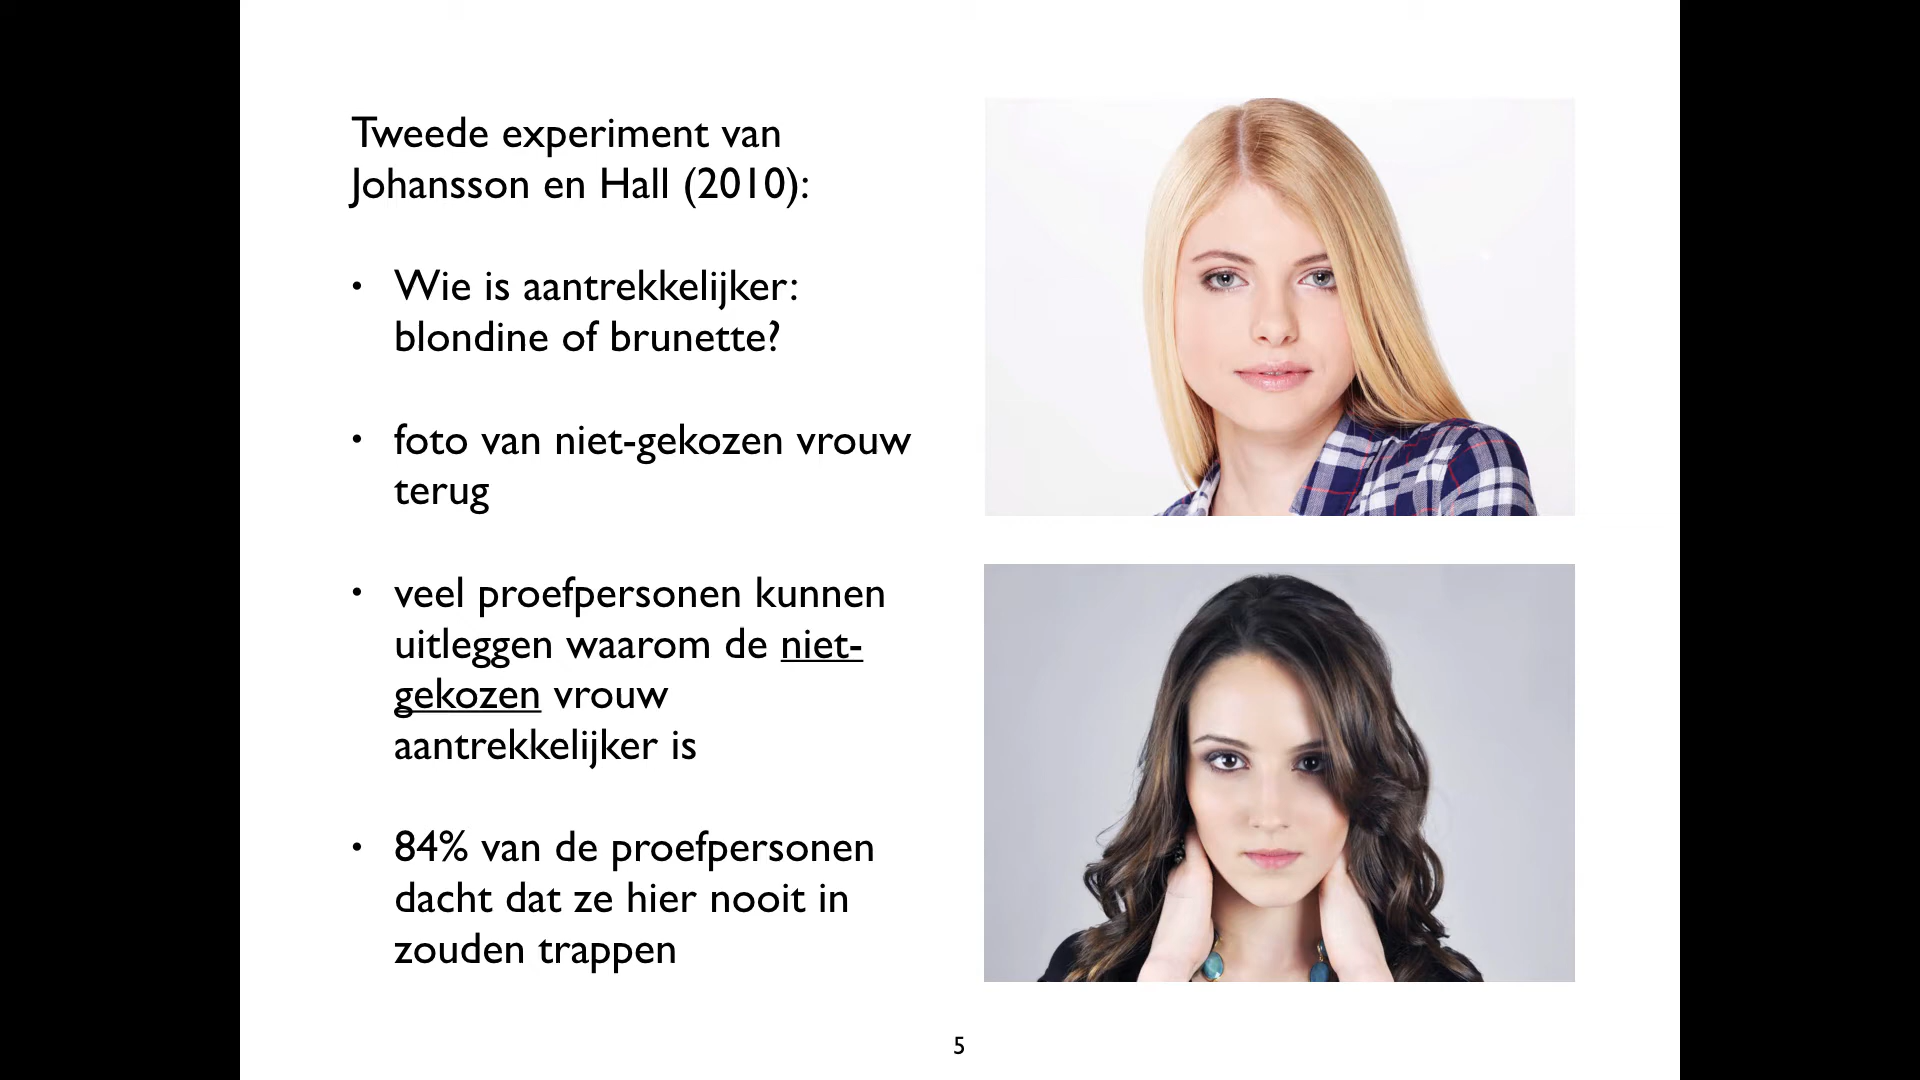 Tweede experiment van
Johansson en Hall (2010):
• Wie is aantrekkelijker:
blondine of brunette?
• foto van niet-gekozen vrouw
terug
• veel proefpersonen kunnen
uitleggen waarom de niet-
gekozen vrouw
aantrekkelijker is
• 84% van de proefpersonen
dacht dat ze hier nooit in
zouden trappen
5